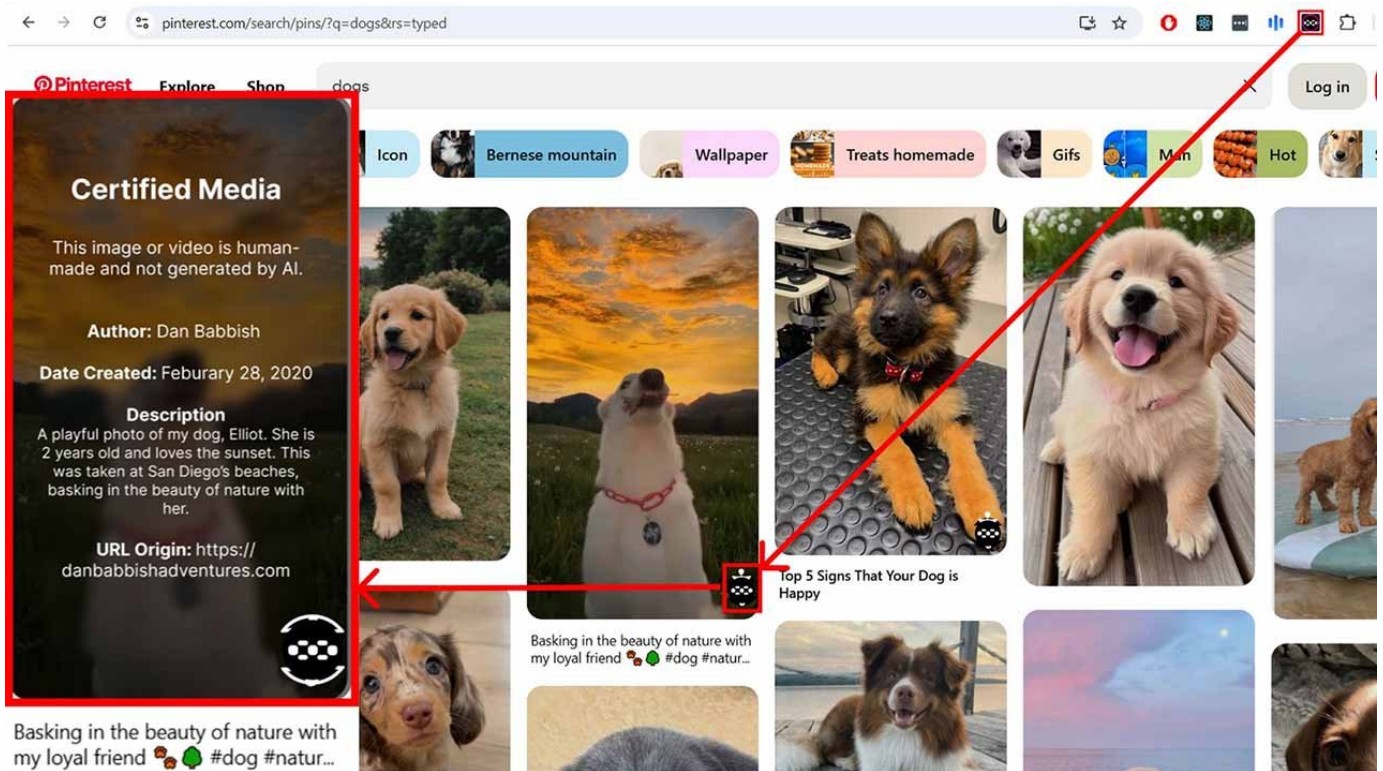 pinterest.com/search/pins/?q=dogs&rs=typed
Pinterest
Explore
Shop
dogs
Log in
Icon
Bernese mountain
Wallpaper
Treats homemade
Gifs
Man
Hot
Certified Media
This image or video is human-
made and not generated by AI.
Author: Dan Babbish
Date Created: Feburary 28, 2020
Description
A playful photo of my dog, Elliot. She is
2 years old and loves the sunset. This
was taken at San Diego's beaches,
basking in the beauty of nature with
her.
URL Origin: https://
danbabbishadventures.com
Basking in the beauty of nature with
my loyal friend 🐾🌳 #dog #natur...
Basking in the beauty of nature with
my loyal friend 🐾🌳 #dog #natur...
Top 5 Signs That Your Dog is
Happy